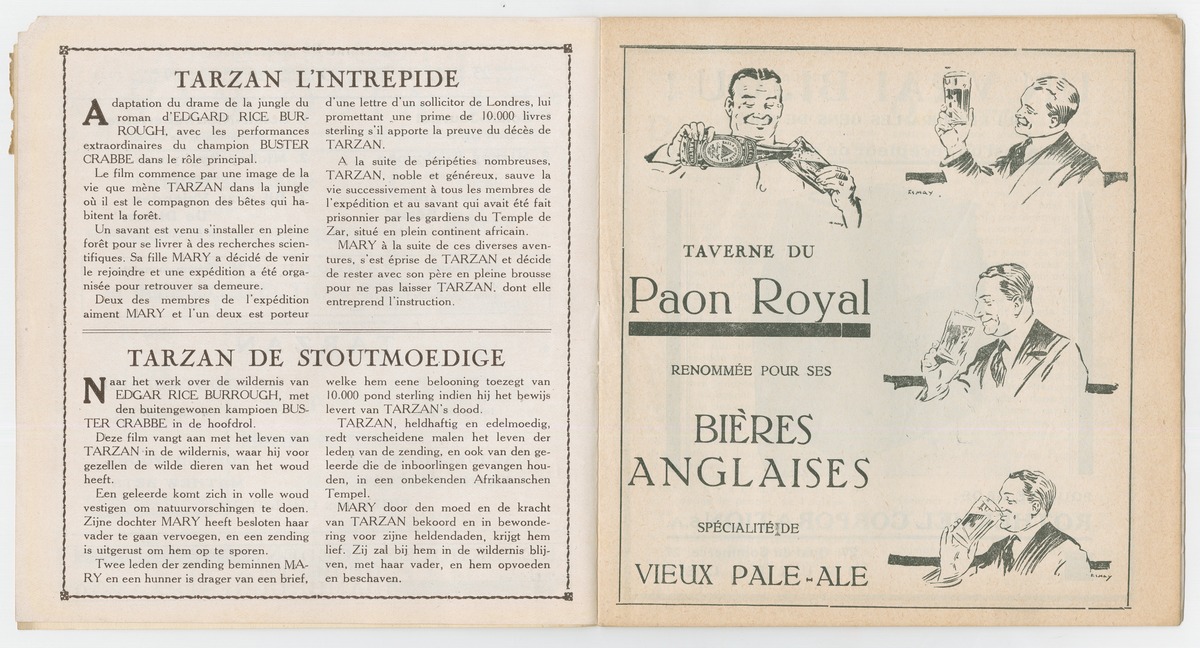 TARZAN L'INTREPIDE
Adaptation du drame de la jungle du
roman d'EDGARD RICE BUR-
ROUGH, avec les performances
extraordinaires du champion BUSTER
CRABBE dans le rôle principal.
Le film commence par une image de la
vie que mène TARZAN dans la jungle
où il est le compagnon des bêtes qui ha-
bitent la forêt.
Un savant est venu s'installer en pleine
forêt pour se livrer à des recherches scien-
tifiques. Sa fille MARY a décidé de venir
le rejoindre et une expédition a été orga-
nisée pour retrouver sa demeure.
Deux des membres de l'expédition
aiment MARY et l'un deux est porteur
d'une lettre d'un sollicitor de Londres, lui
promettant une prime de 10.000 livres
sterling s'il apporte la preuve du décès de
TARZAN.
A la suite de péripéties nombreuses,
TARZAN, noble et généreux, sauve la
vie successivement à tous les membres de
l'expédition et au savant qui avait été fait
prisonnier par les gardiens du Temple de
Zar, situé en plein continent africain.
MARY à la suite de ces diverses aven-
tures, s'est éprise de TARZAN et décide
de rester avec son père en pleine brousse
pour ne pas laisser TARZAN, dont elle
entreprend l'instruction.
TARZAN DE STOUTMOEDIGE
Naar het werk over de wildernis van
EDGAR RICE BURROUGH, met
den buitengewonen kampioen BUS-
TER CRABBE in de hoofdrol.
Deze film vangt aan met het leven van
TARZAN in de wildernis, waar hij voor
gezellen de wilde dieren van het woud
heeft.
Een geleerde komt zich in volle woud
vestigen om natuurvorschingen te doen.
Zijne dochter MARY heeft besloten haar
vader te gaan vervoegen, en een zending
is uitgerust om hem op te sporen.
Twee leden der zending beminnen MA-
RY en een hunner is drager van een brief,
welke hem eene belooning toezegt van
10.000 pond sterling indien hij het bewijs
levert van TARZAN's dood.
TARZAN, heldhaftig en edelmoedig,
redt verscheidene malen het leven der
leden van de zending, en ook van den ge-
leerde die de inboorlingen gevangen hou-
den, in een onbekenden Afrikaanschen
Tempel.
MARY door den moed en de kracht
van TARZAN bekoord en in bewonde-
ring voor zijne heldendaden, krijgt hem
lief. Zij zal bij hem in de wildernis blij-
ven, met haar vader, en hem opvoeden
en beschaven.
TAVERNE DU
Paon Royal
RENOMMÉE POUR SES
BIÈRES
ANGLAISES
SPÉCIALITÉ DE
VIEUX PALE-ALE